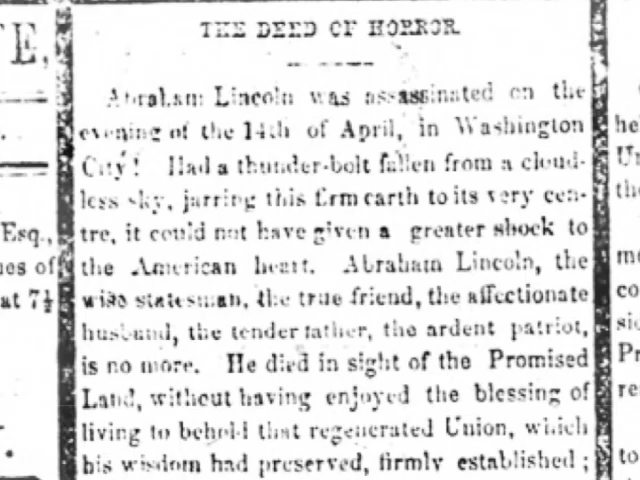 THE DEED OF HORROR.
Abraham Lincoln was assassinated on the
evening of the 14th of April, in Washington
City! Had a thunder-bolt fallen from a cloud-
less sky, jarring this firm earth to its very cen-
tre, it could not have given a greater shock to
the American heart. Abraham Lincoln, the
wise statesman, the true friend, the affectionate
husband, the tender father, the ardent patriot,
is no more. He died in sight of the Promised
Land, without having enjoyed the blessing of
living to behold that regenerated Union, which
his wisdom had preserved, firmly established;
E,
Esq.,
of
at 7½
the
to